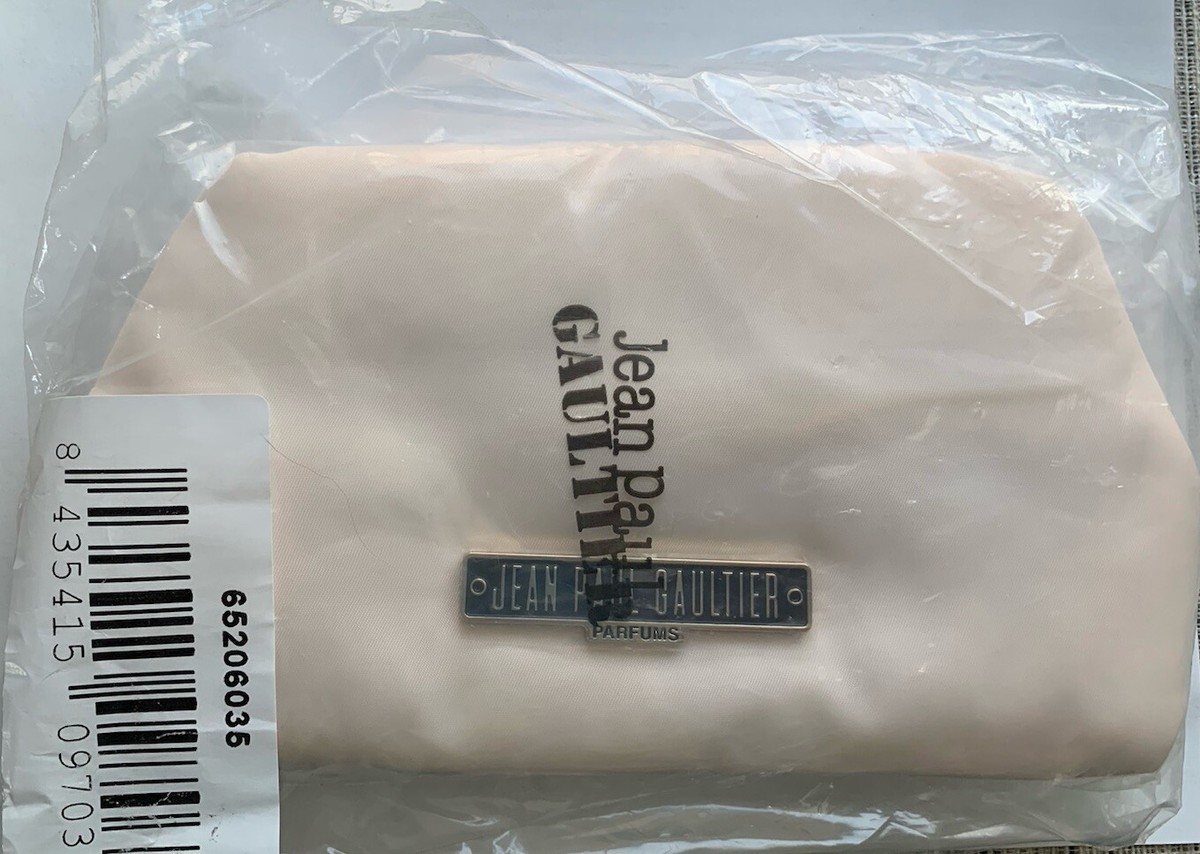 Jean Paul
GAULTIER
JEAN PAUL GAULTIER
PARFUMS
65206035
8 435415 09703